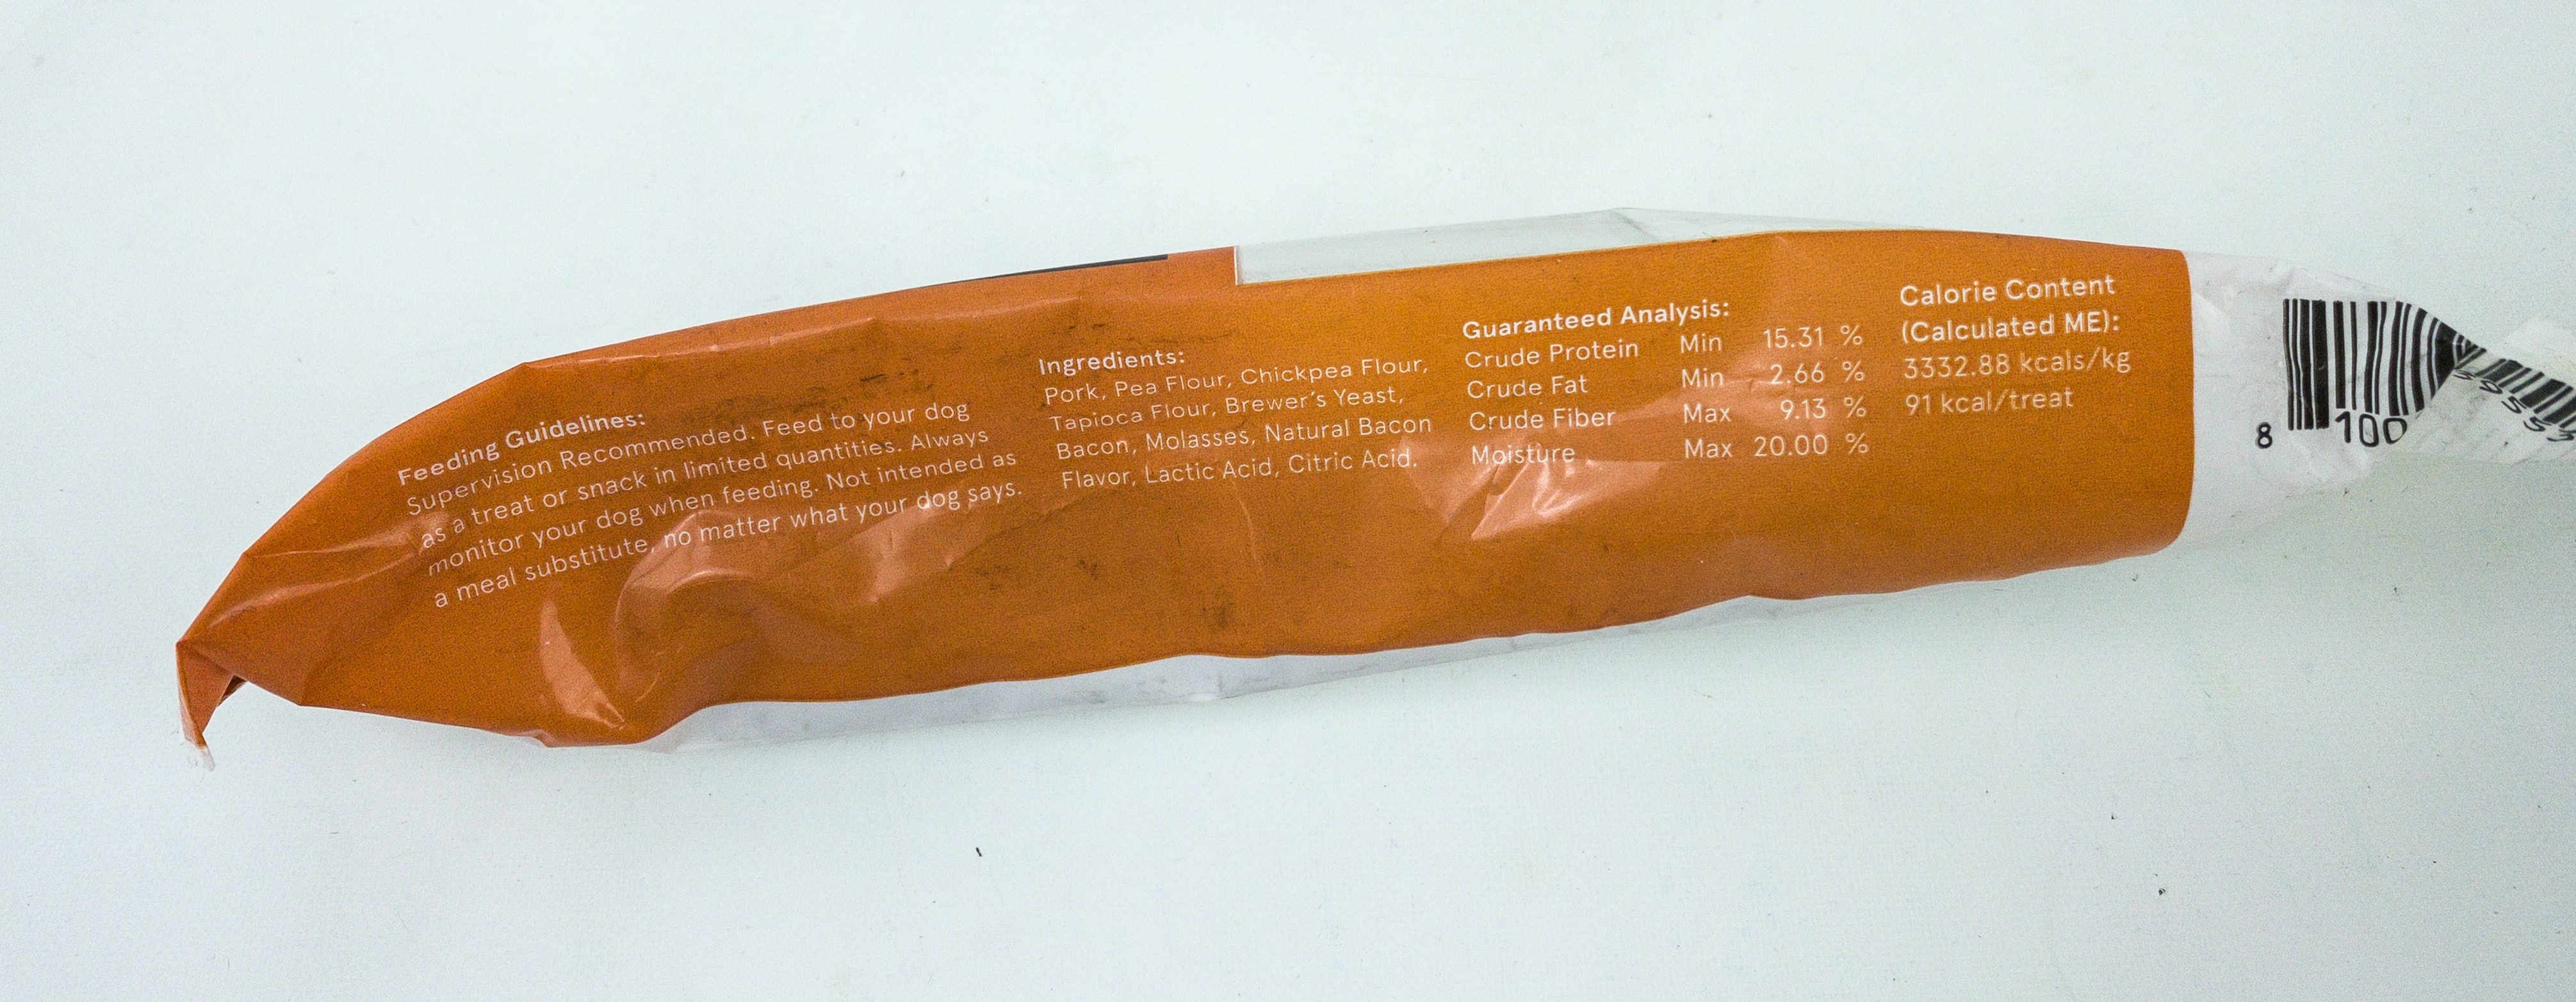 Feeding Guidelines:
Supervision Recommended. Feed to your dog
as a treat or snack in limited quantities. Always
monitor your dog when feeding. Not intended as
a meal substitute, no matter what your dog says.
Ingredients:
Pork, Pea Flour, Chickpea Flour,
Tapioca Flour, Brewer's Yeast,
Bacon, Molasses, Natural Bacon
Flavor, Lactic Acid, Citric Acid.
Guaranteed Analysis:
Crude Protein Min 15.31 %
Crude Fat Min 2.66 %
Crude Fiber Max 9.13 %
Moisture Max 20.00 %
Calorie Content
(Calculated ME):
3332.88 kcals/kg
91 kcal/treat
8 100